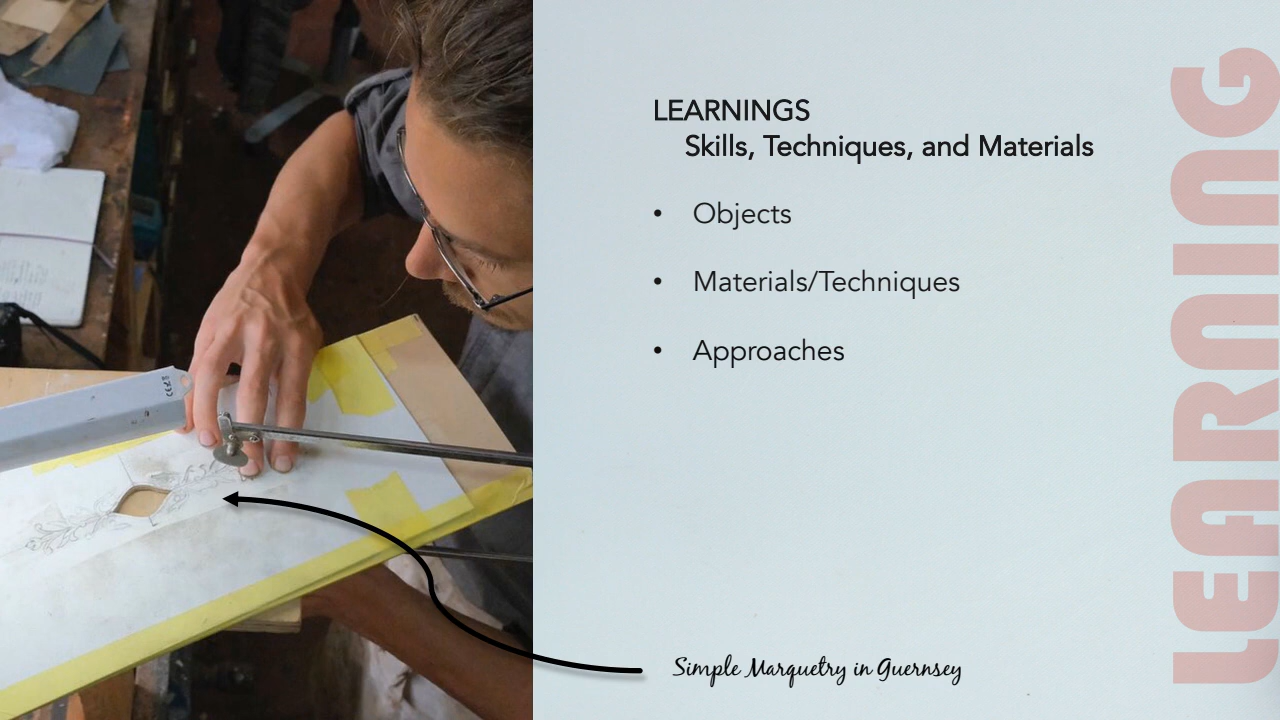 LEARNINGS
Skills, Techniques, and Materials
• Objects
• Materials/Techniques
• Approaches
Simple Marquetry in Guernsey
LEARNING